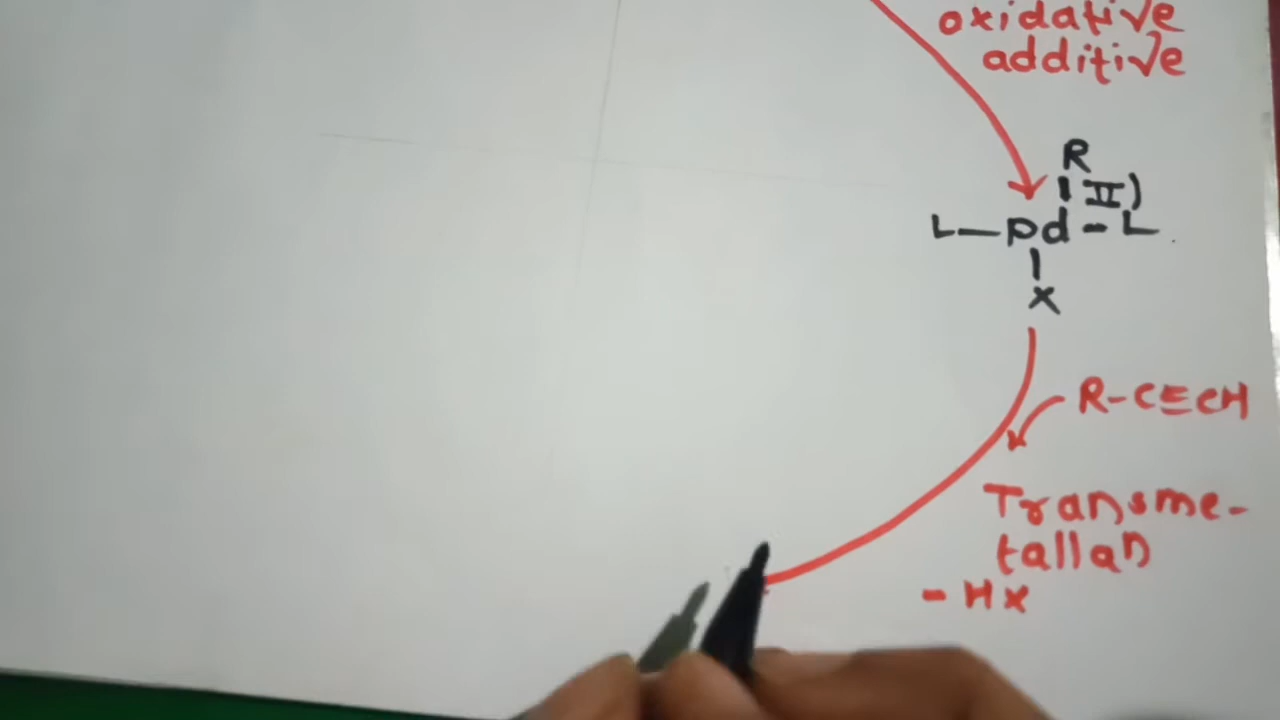 oxidative
additive
R
II)
L-Pd-L
X
R-C≡CH
Transme-
tallan
- Hx